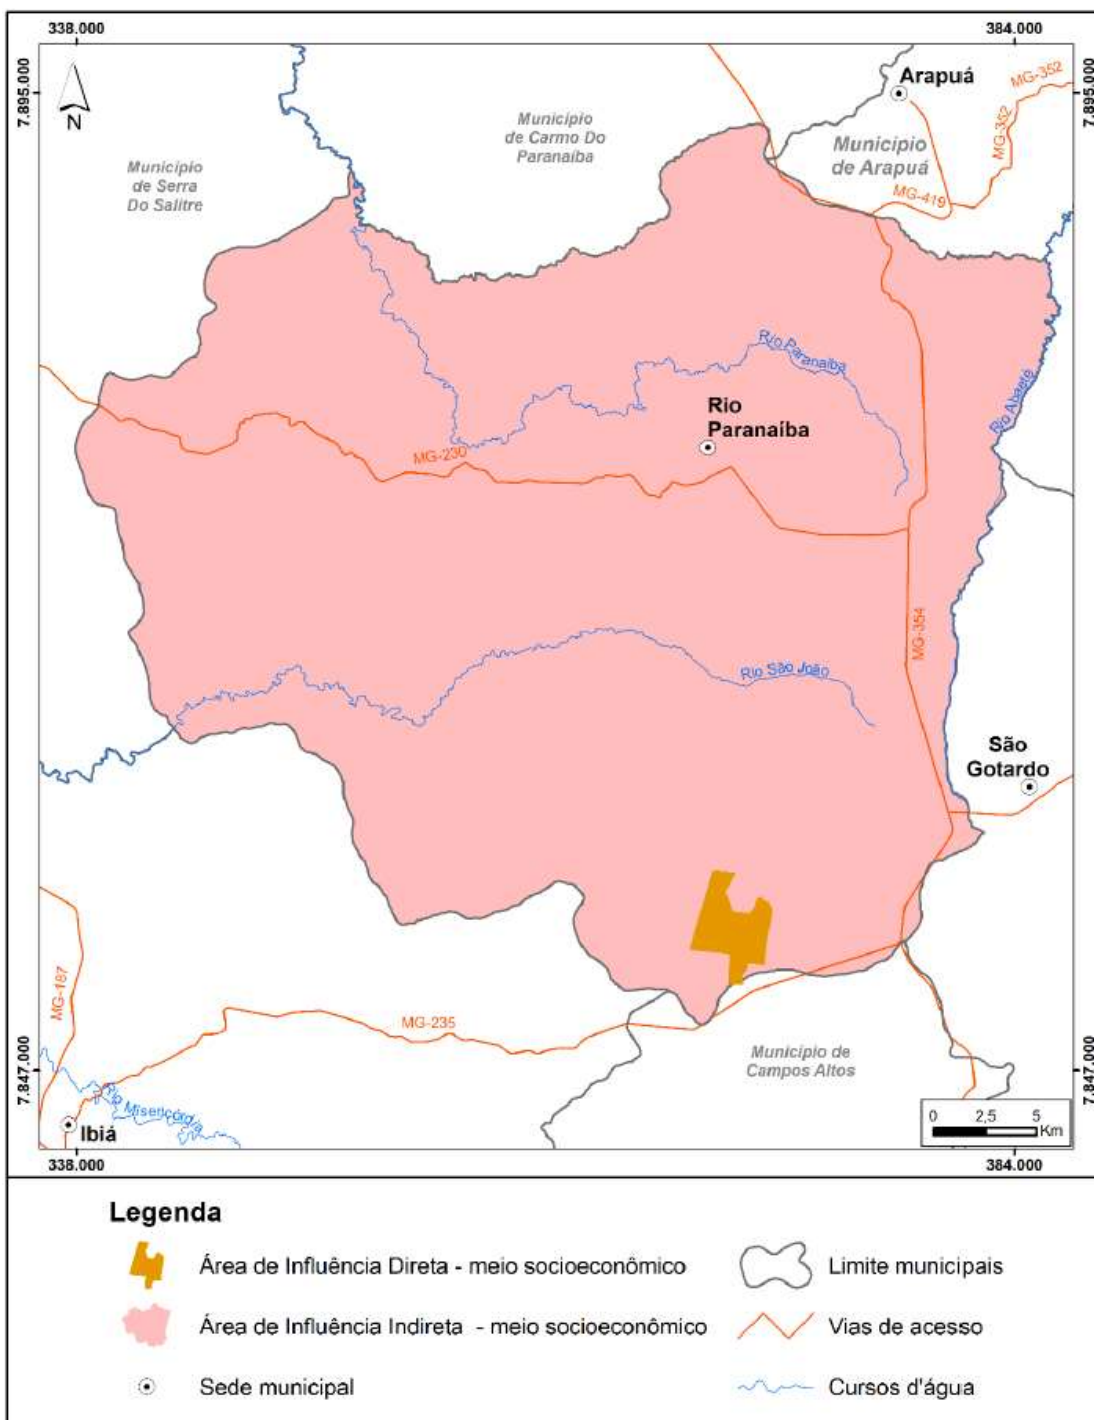 338.000
384.000
7.895.000
7.895.000
N
Arapuá
MG-352
MG-352
Município
de Carmo Do
Paranaíba
Município
de Arapuá
Município
de Serra
Do Salitre
MG-419
Rio Paranaíba
Rio Abaeté
Rio
Paranaíba
MG-230
MG-354
Rio São João
São
Gotardo
MG-187
MG-235
Município de
Campos Altos
7.847.000
7.847.000
Rio Misericórdia
Ibiá
0 2,5 5
Km
338.000
384.000
Legenda
Área de Influência Direta - meio socioeconômico
Limite municipais
Área de Influência Indireta - meio socioeconômico
Vias de acesso
Sede municipal
Cursos d'água